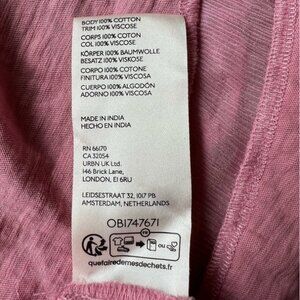 BODY 100% COTTON
TRIM 100% VISCOSE
CORPS 100% COTON
COL 100% VISCOSE
KÖRPER 100% BAUMWOLLE
BESATZ 100% VISKOSE
CORPO 100% COTONE
FINITURA 100% VISCOSA
CUERPO 100% ALGODÓN
ADORNO 100% VISCOSA
MADE IN INDIA
HECHO EN INDIA
RN 66170
CA 32054
URBN UK Ltd.
146 Brick Lane,
LONDON, E1 6RU
LEIDSESTRAAT 32, 1017 PB
AMSTERDAM, NETHERLANDS
OB1747671
FR
OU
quefairedemesdechets.fr